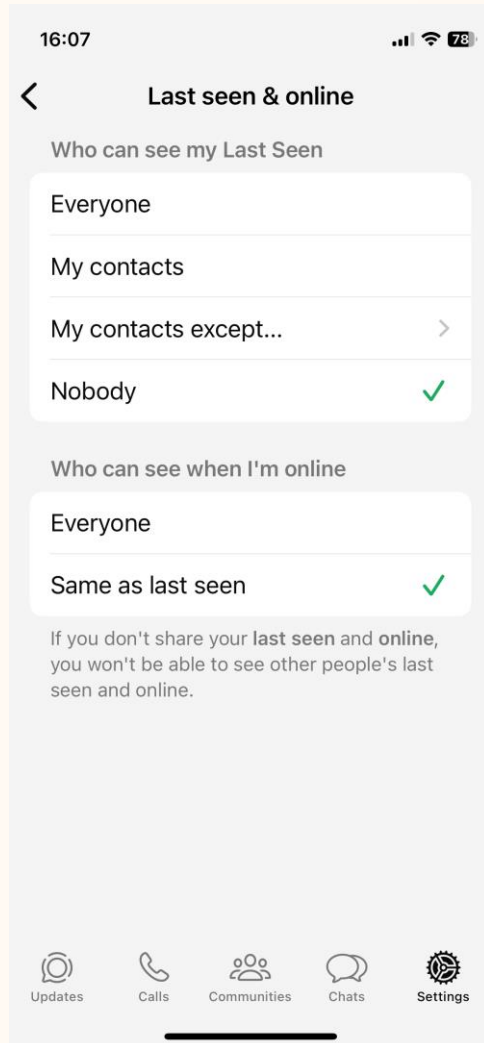 16:07
78
Last seen & online
Who can see my Last Seen
Everyone
My contacts
My contacts except...
Nobody
Who can see when I'm online
Everyone
Same as last seen
If you don't share your last seen and online,
you won't be able to see other people's last
seen and online.
Updates Calls Communities Chats Settings